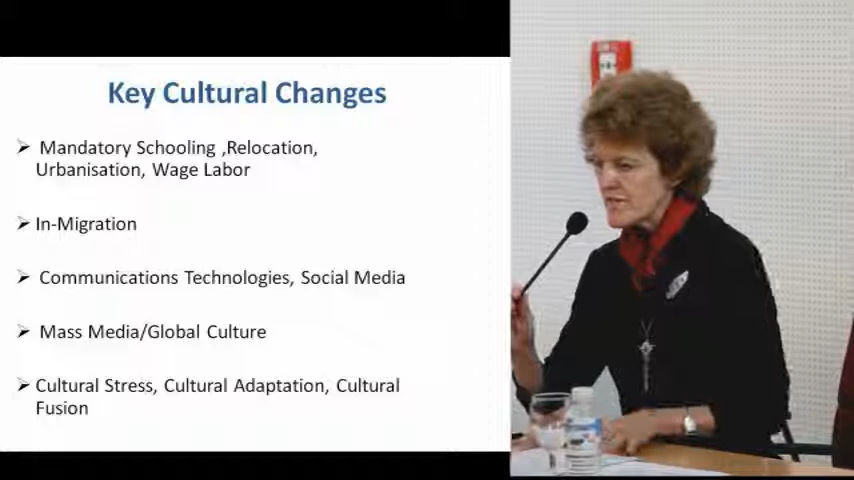 Key Cultural Changes
➢ Mandatory Schooling ,Relocation,
Urbanisation, Wage Labor
➢ In-Migration
➢ Communications Technologies, Social Media
➢ Mass Media/Global Culture
➢ Cultural Stress, Cultural Adaptation, Cultural
Fusion